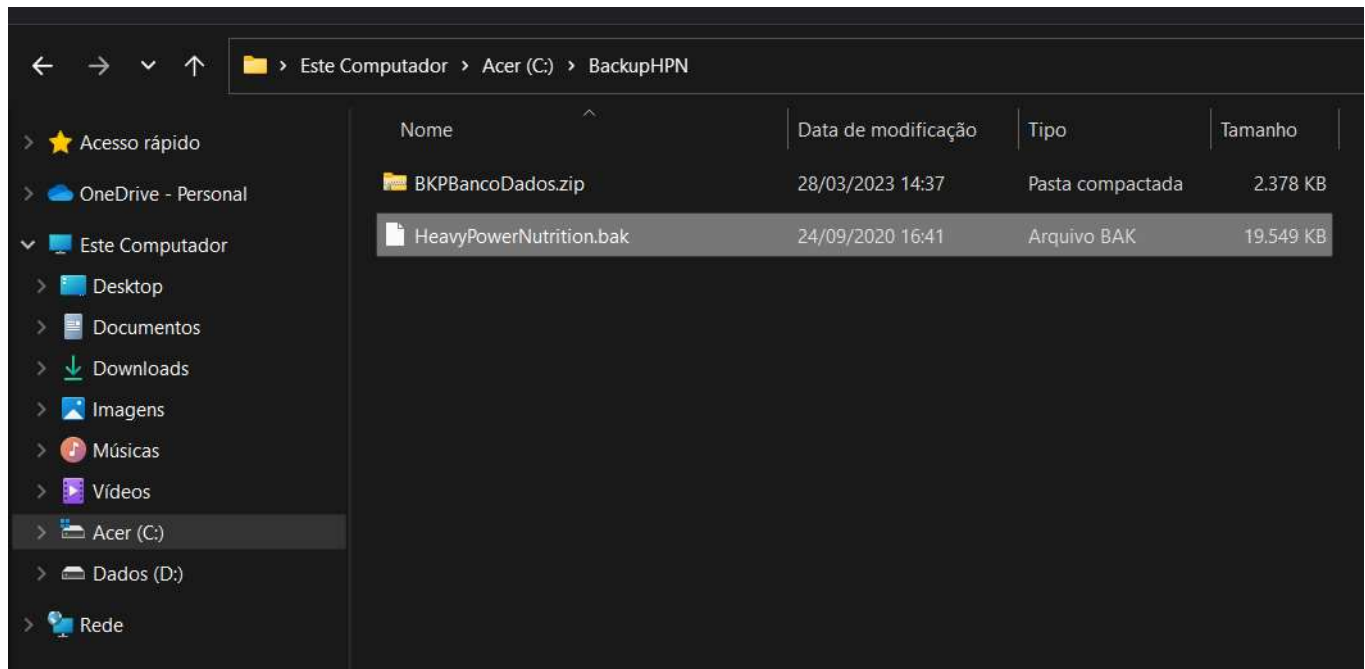 Este Computador > Acer (C:) > BackupHPN
Nome Data de modificação Tipo Tamanho
Acesso rápido
OneDrive - Personal
Este Computador
Desktop
Documentos
Downloads
Imagens
Músicas
Vídeos
Acer (C:)
Dados (D:)
Rede
BKPBancoDados.zip 28/03/2023 14:37 Pasta compactada 2.378 KB
HeavyPowerNutrition.bak 24/09/2020 16:41 Arquivo BAK 19.549 KB